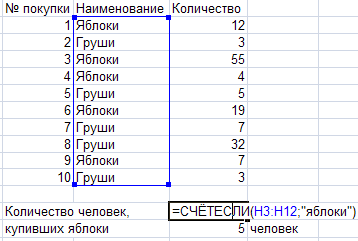 № покупки Наименование Количество
1 Яблоки 12
2 Груши 3
3 Яблоки 55
4 Яблоки 4
5 Груши 5
6 Яблоки 19
7 Груши 7
8 Груши 32
9 Яблоки 7
10 Груши 3
Количество человек, =СЧЁТЕСЛИ(H3:H12;"яблоки")
купивших яблоки 5 человек